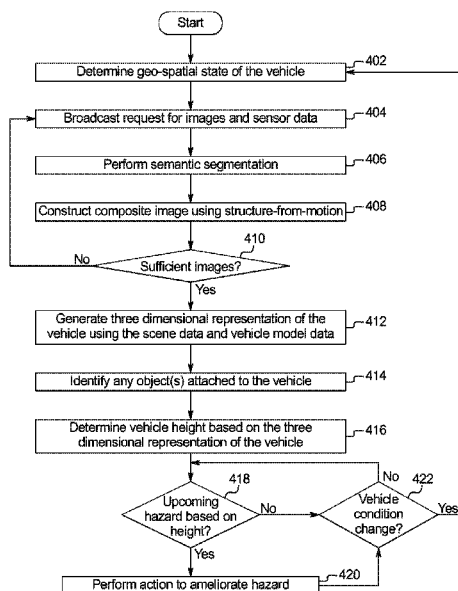 Start
Determine geo-spatial state of the vehicle
402
Broadcast request for images and sensor data
404
Perform semantic segmentation
406
Construct composite image using structure-from-motion
408
410
No
Sufficient images?
Yes
Generate three dimensional representation of the
vehicle using the scene data and vehicle model data
412
Identify any object(s) attached to the vehicle
414
Determine vehicle height based on the three
dimensional representation of the vehicle
416
418
No
422
Upcoming
hazard based on
height?
No
Vehicle
condition
change?
Yes
Yes
Perform action to ameliorate hazard
420